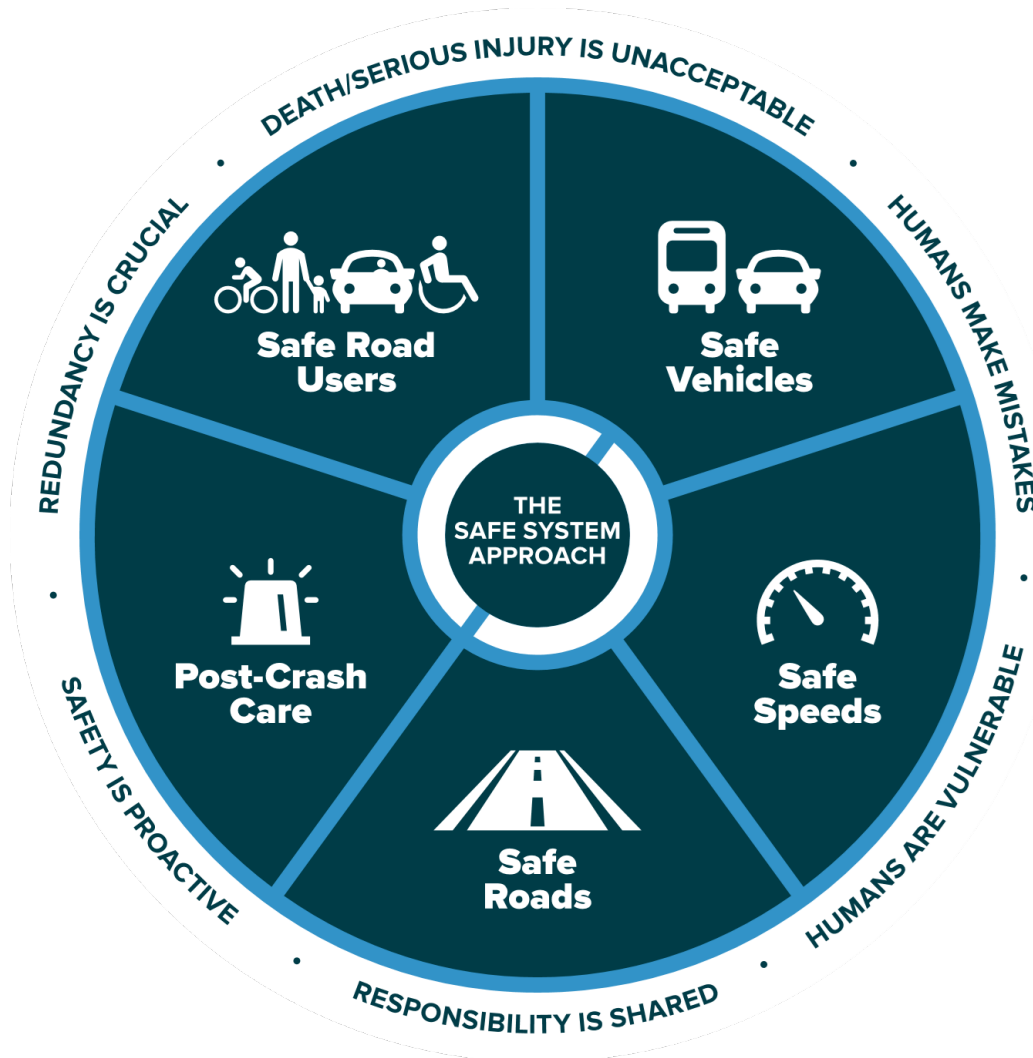 DEATH/SERIOUS INJURY IS UNACCEPTABLE
HUMANS MAKE MISTAKES
HUMANS ARE VULNERABLE
RESPONSIBILITY IS SHARED
SAFETY IS PROACTIVE
REDUNDANCY IS CRUCIAL
Safe Road
Users
Safe
Vehicles
THE
SAFE SYSTEM
APPROACH
Post-Crash
Care
Safe
Speeds
Safe
Roads